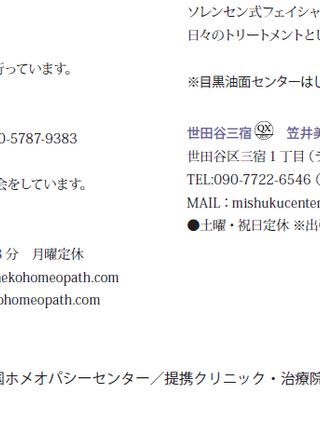 行っています。
0-5787-9383
会をしています。
8分　月曜定休
nekohomeopath.com
ohomeopath.com
ソレンセン式フェイシャ
日々のトリートメントとし
※目黒油面センターはし
世田谷三宿 QX 笠井美
世田谷区三宿1丁目（
TEL:090-7722-6546（
MAIL：mishukucenter
●土曜・祝日定休 ※出
国ホメオパシーセンター／提携クリニック・治療院